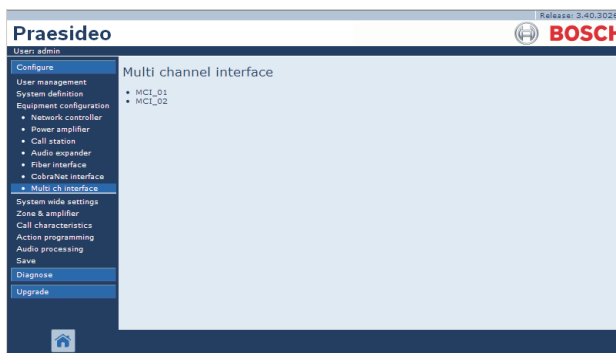 Release: 3.40.3026
Praesideo
BOSCH
User: admin
Configure
User management
System definition
Equipment configuration
• Network controller
• Power amplifier
• Call station
• Audio expander
• Fiber interface
• CobraNet interface
• Multi ch interface
System wide settings
Zone & amplifier
Call characteristics
Action programming
Audio processing
Save
Diagnose
Upgrade
Multi channel interface
• MCI_01
• MCI_02